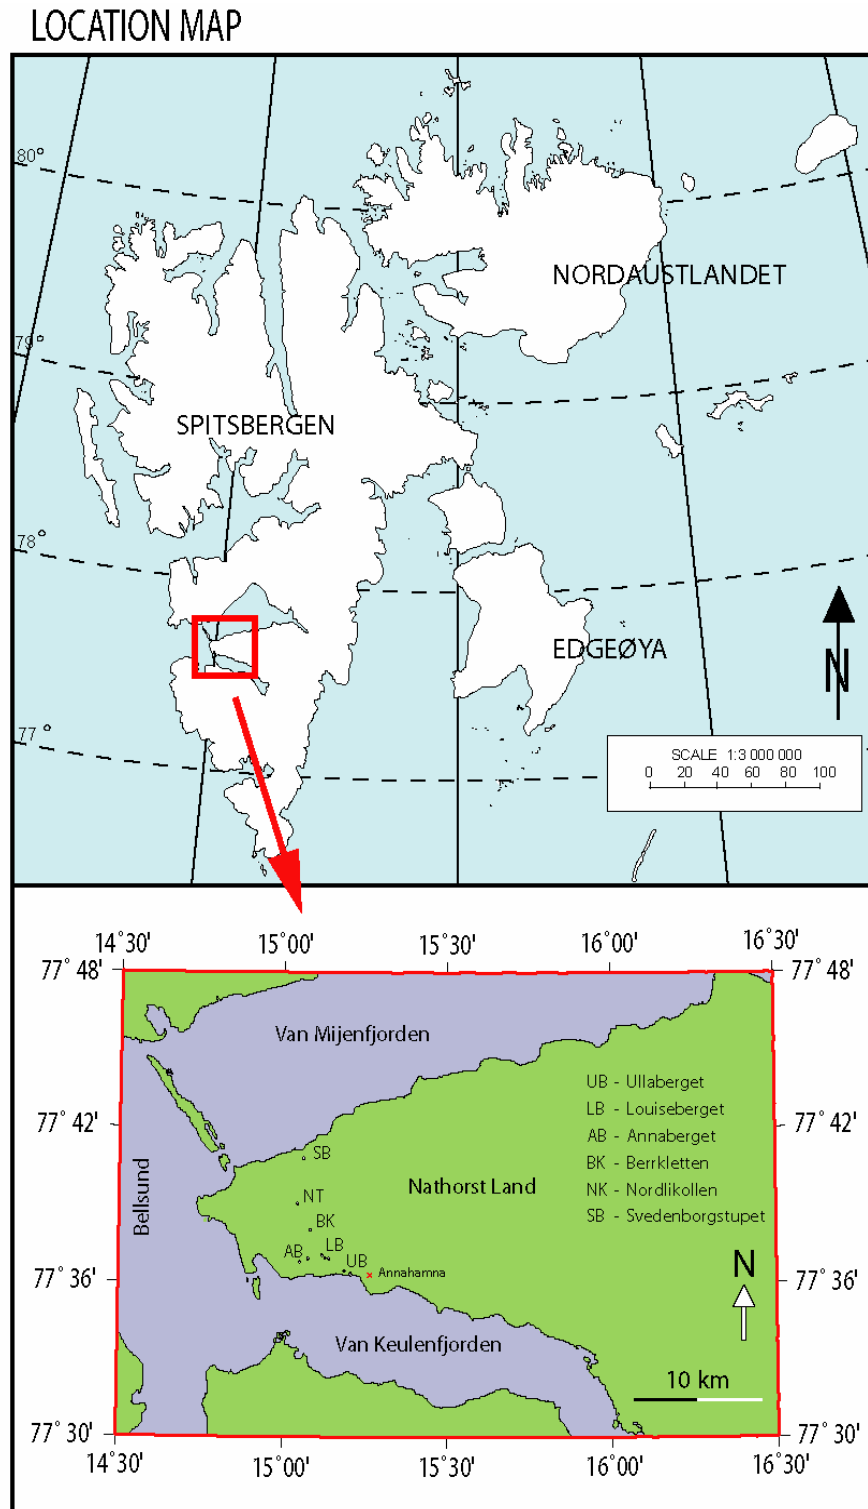 LOCATION MAP
80°
NORDAUSTLANDET
79°
SPITSBERGEN
78°
EDGEØYA
N
77°
SCALE 1:3 000 000
0 20 40 60 80 100
14˚30' 15˚00' 15˚30' 16˚00' 16˚30'
77˚48' 77˚48'
Van Mijenfjorden
UB - Ullaberget
LB - Louiseberget
77˚42' 77˚42'
AB - Annaberget
SB
BK - Berrkletten
Nathorst Land
NK - Nordlikollen
NT
SB - Svedenborgstupet
Bellsund
BK
LB
AB
UB
N
Annahamna
77˚36' 77˚36'
Van Keulenfjorden
10 km
77˚30' 77˚30'
14˚30' 15˚00' 15˚30' 16˚00' 16˚30'